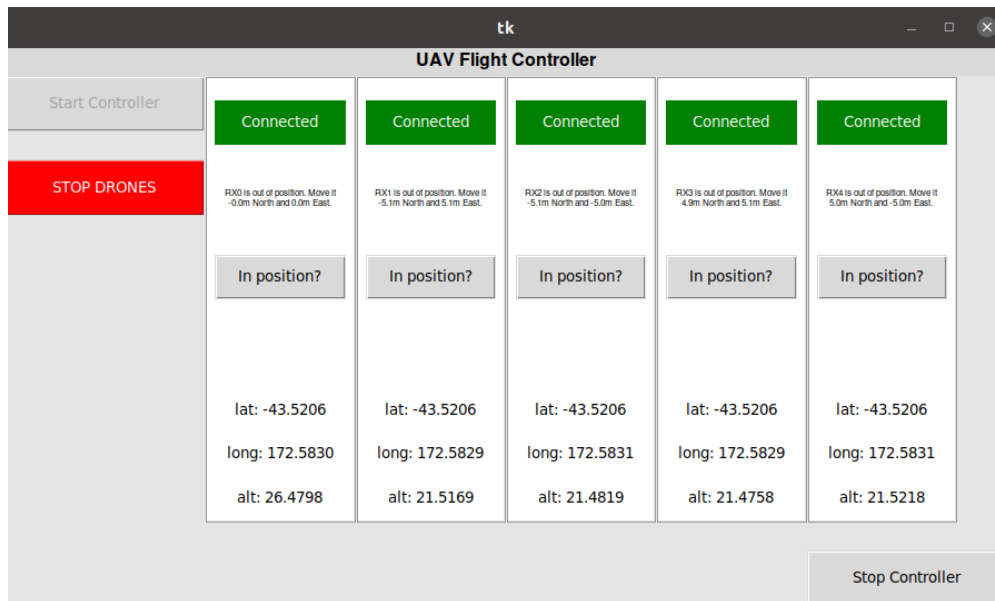 tk
UAV Flight Controller
Start Controller
STOP DRONES
Connected
RX0 is out of position. Move it
-0.0m North and 0.0m East.
In position?
lat: -43.5206
long: 172.5830
alt: 26.4798
Connected
RX1 is out of position. Move it
-5.1m North and 5.1m East.
In position?
lat: -43.5206
long: 172.5829
alt: 21.5169
Connected
RX2 is out of position. Move it
-5.1m North and -5.0m East.
In position?
lat: -43.5206
long: 172.5831
alt: 21.4819
Connected
RX3 is out of position. Move it
4.9m North and 5.1m East.
In position?
lat: -43.5206
long: 172.5829
alt: 21.4758
Connected
RX4 is out of position. Move it
5.0m North and -5.0m East.
In position?
lat: -43.5206
long: 172.5831
alt: 21.5218
Stop Controller